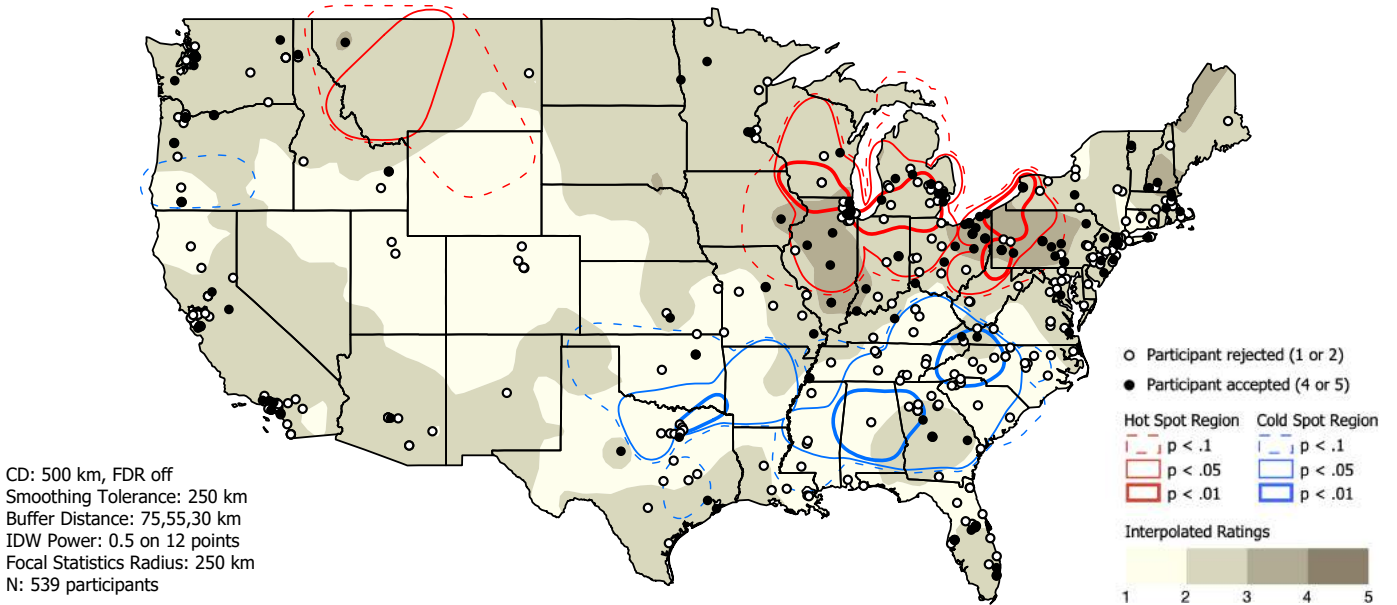 Participant rejected (1 or 2)
Participant accepted (4 or 5)
Hot Spot Region
Cold Spot Region
p < .1
p < .1
p < .05
p < .05
p < .01
p < .01
Interpolated Ratings
1 2 3 4 5
CD: 500 km, FDR off
Smoothing Tolerance: 250 km
Buffer Distance: 75,55,30 km
IDW Power: 0.5 on 12 points
Focal Statistics Radius: 250 km
N: 539 participants